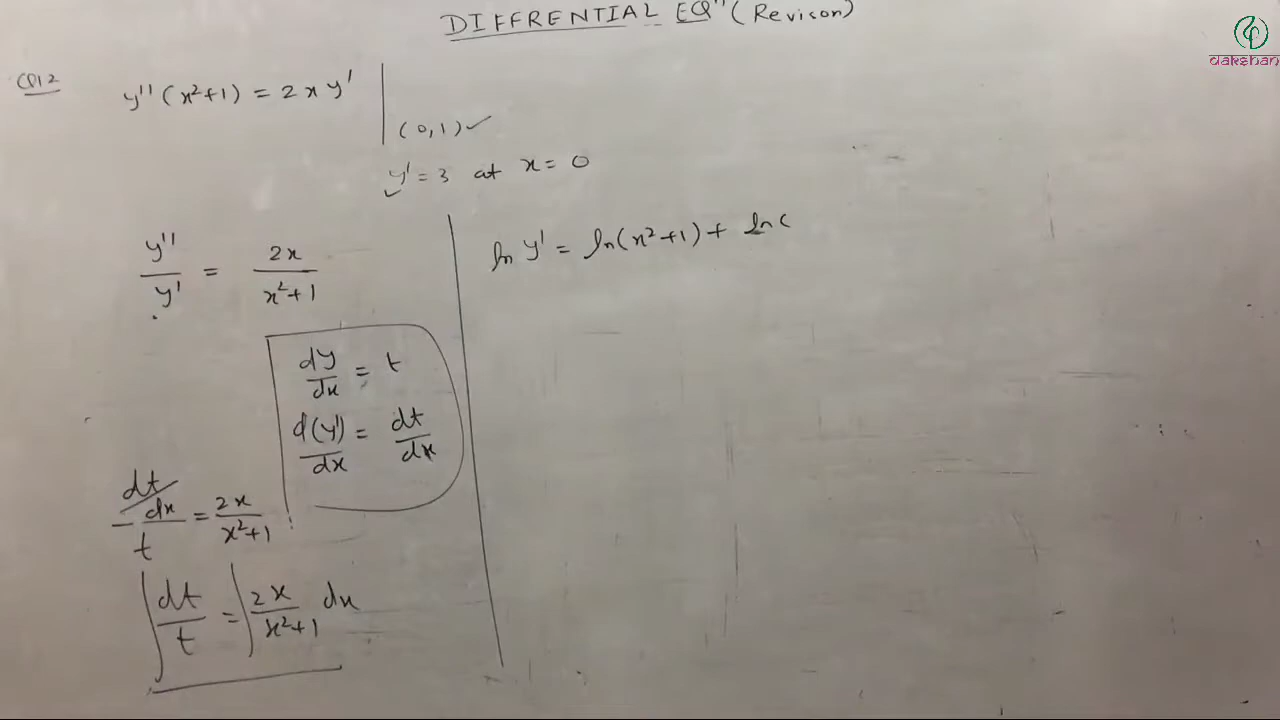 DIFFRENTIAL EQⁿ (Revison)
dakshan
Q12
y'' (x²+1) = 2xy'
(0,1) ✓
y' = 3 at x = 0
y''/y' = 2x/(x²+1)
dy/dx = t
d(y')/dx = dt/dx
(dt/dx)/t = 2x/(x²+1)
∫ dt/t = ∫ 2x/(x²+1) dx
ln y' = ln(x²+1) + ln c